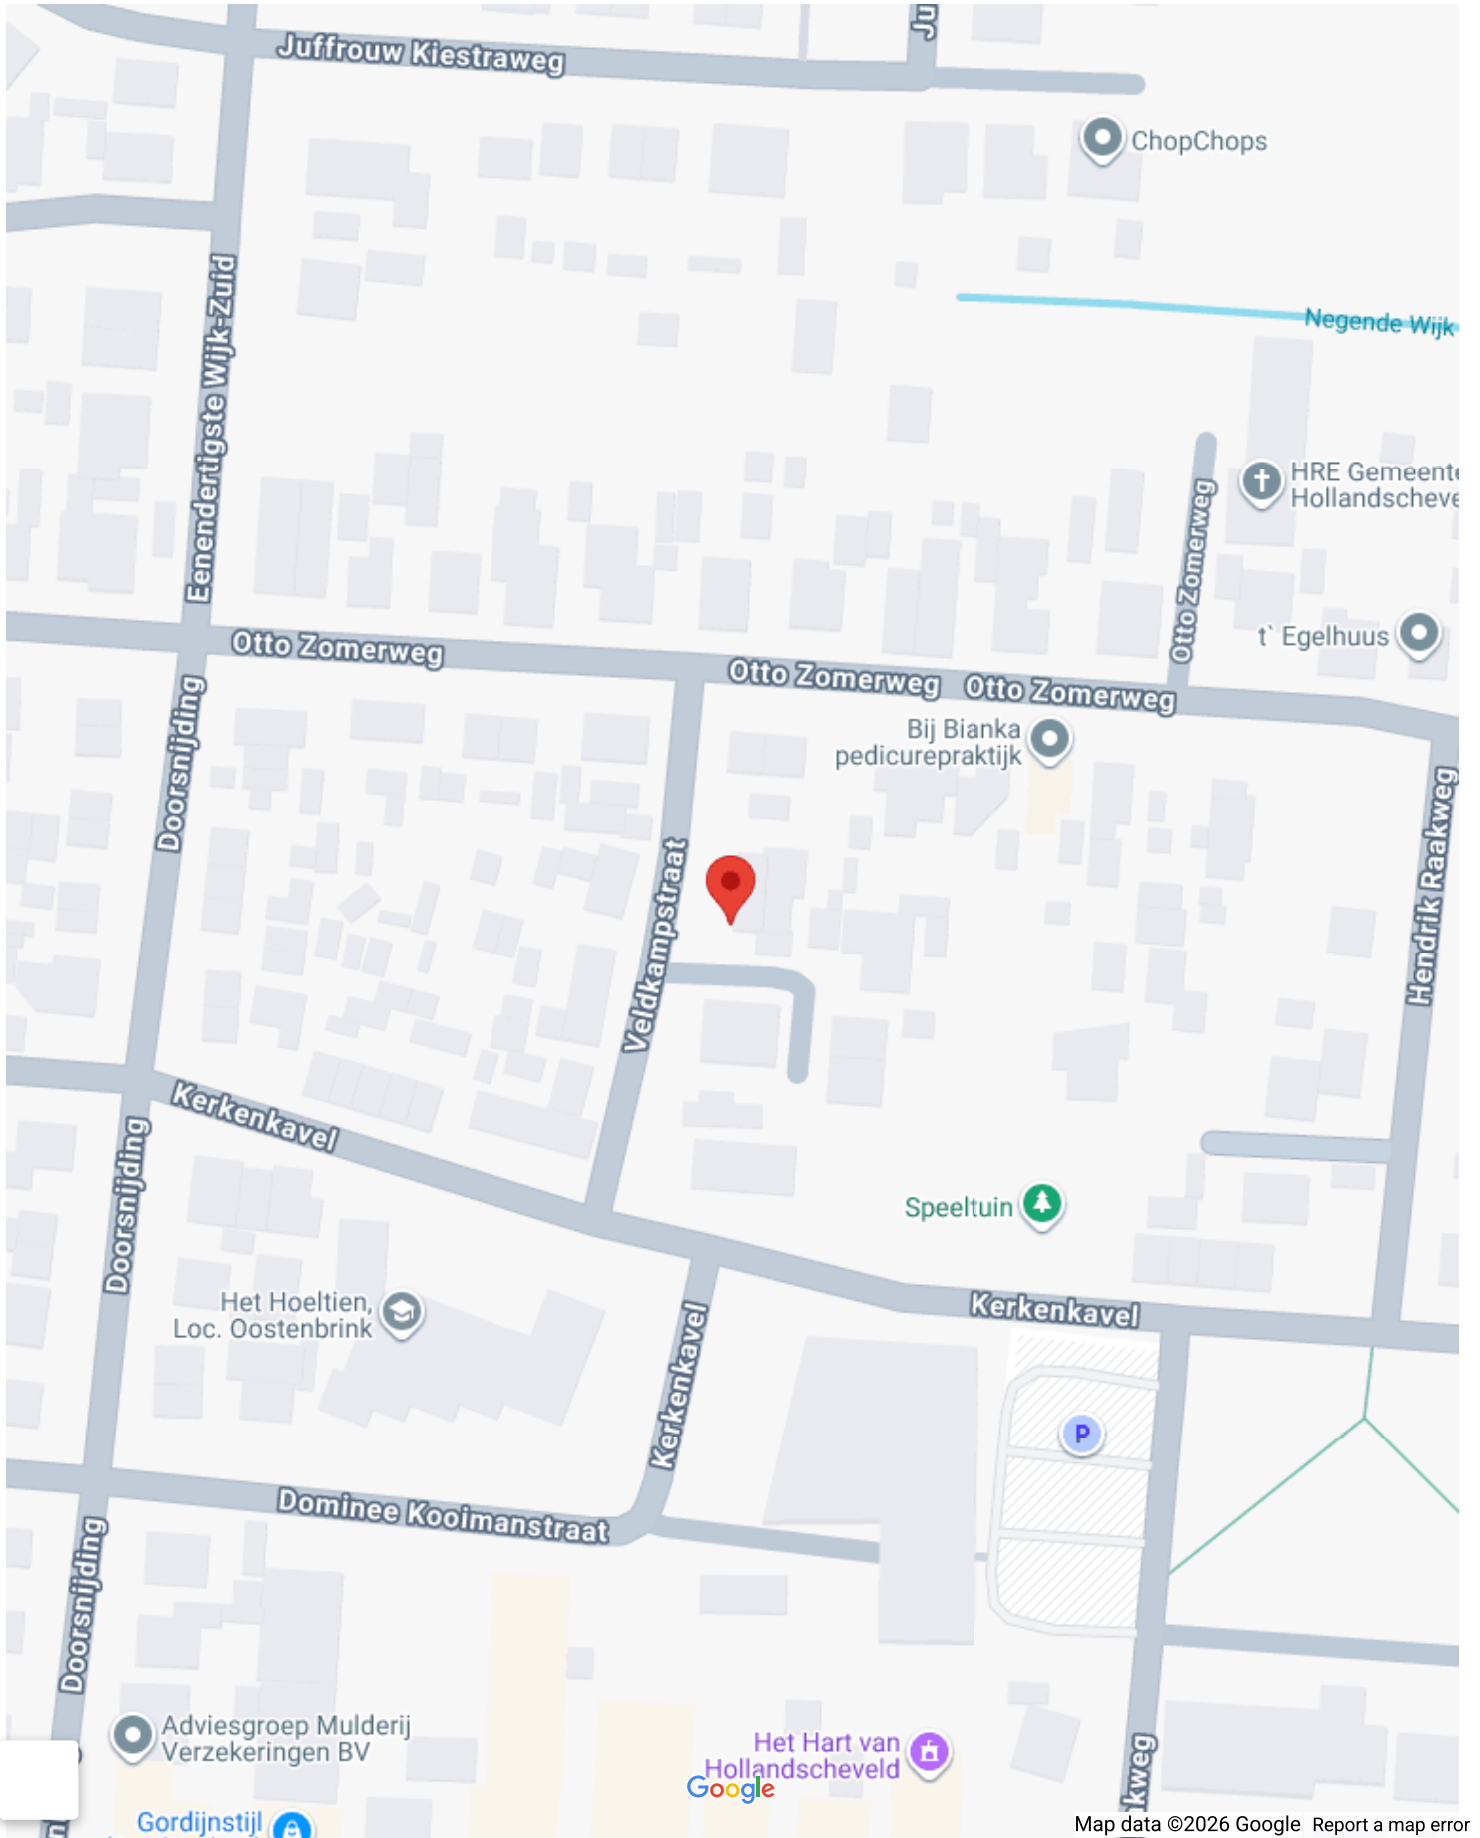 Juffrouw Kiestraweg
Ju
ChopChops
Negende Wijk
Eenendertigste Wijk-Zuid
HRE Gemeente
Hollandscheve
Otto Zomerweg
t` Egelhuus
Otto Zomerweg
Otto Zomerweg
Otto Zomerweg
Doorsnijding
Bij Bianka
pedicurepraktijk
Hendrik Raakweg
Veldkampstraat
Kerkenkavel
Doorsnijding
Speeltuin
Het Hoeltien,
Loc. Oostenbrink
Kerkenkavel
Kerkenkavel
P
Dominee Kooimanstraat
Doorsnijding
Adviesgroep Mulderij
Verzekeringen BV
Het Hart van
Hollandscheveld
Google
akweg
Gordijnstijl
Map data ©2026 Google
Report a map error